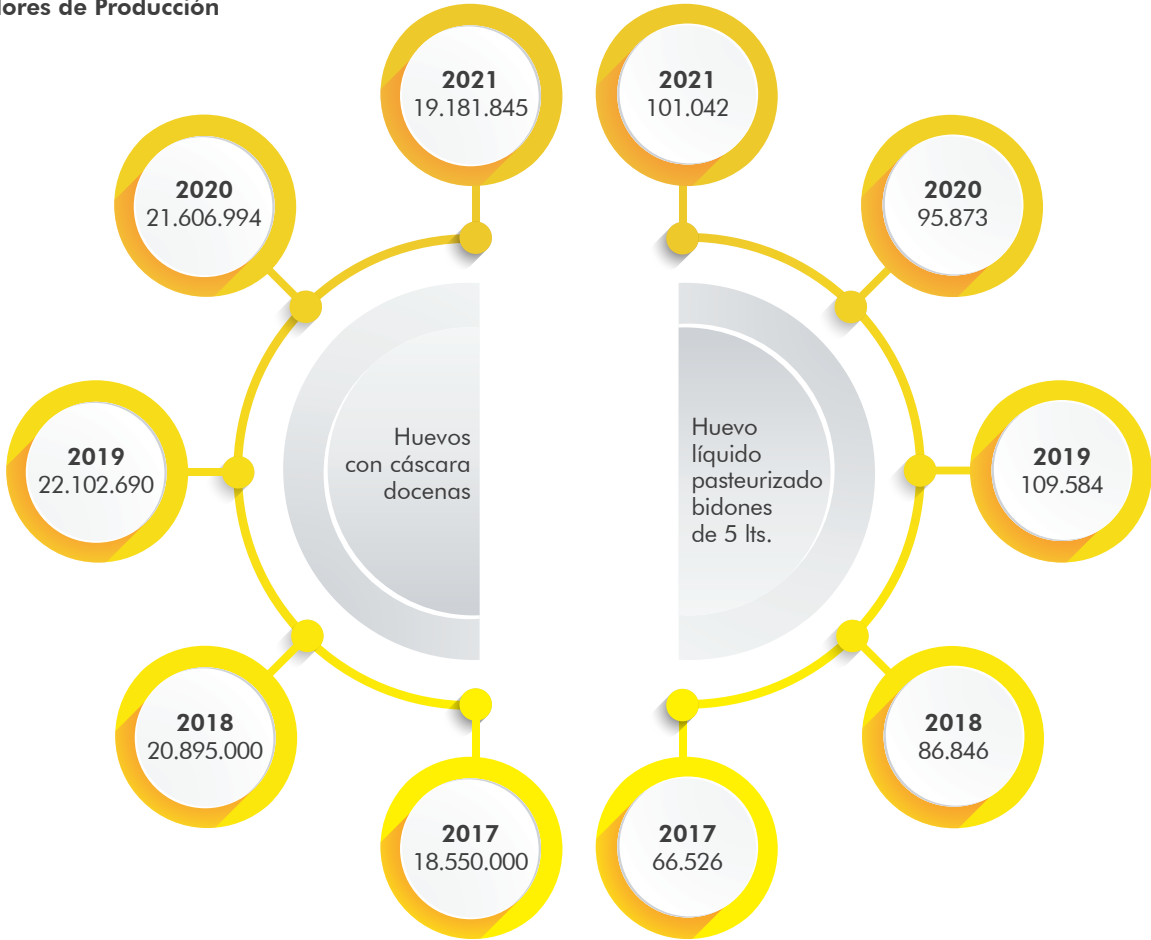 de Producción
2021
19.181.845
2020
21.606.994
2019
22.102.690
2018
20.895.000
2017
18.550.000
Huevos
con cáscara
docenas
2021
101.042
2020
95.873
2019
109.584
2018
86.846
2017
66.526
Huevo
líquido
pasteurizado
bidones
de 5 lts.